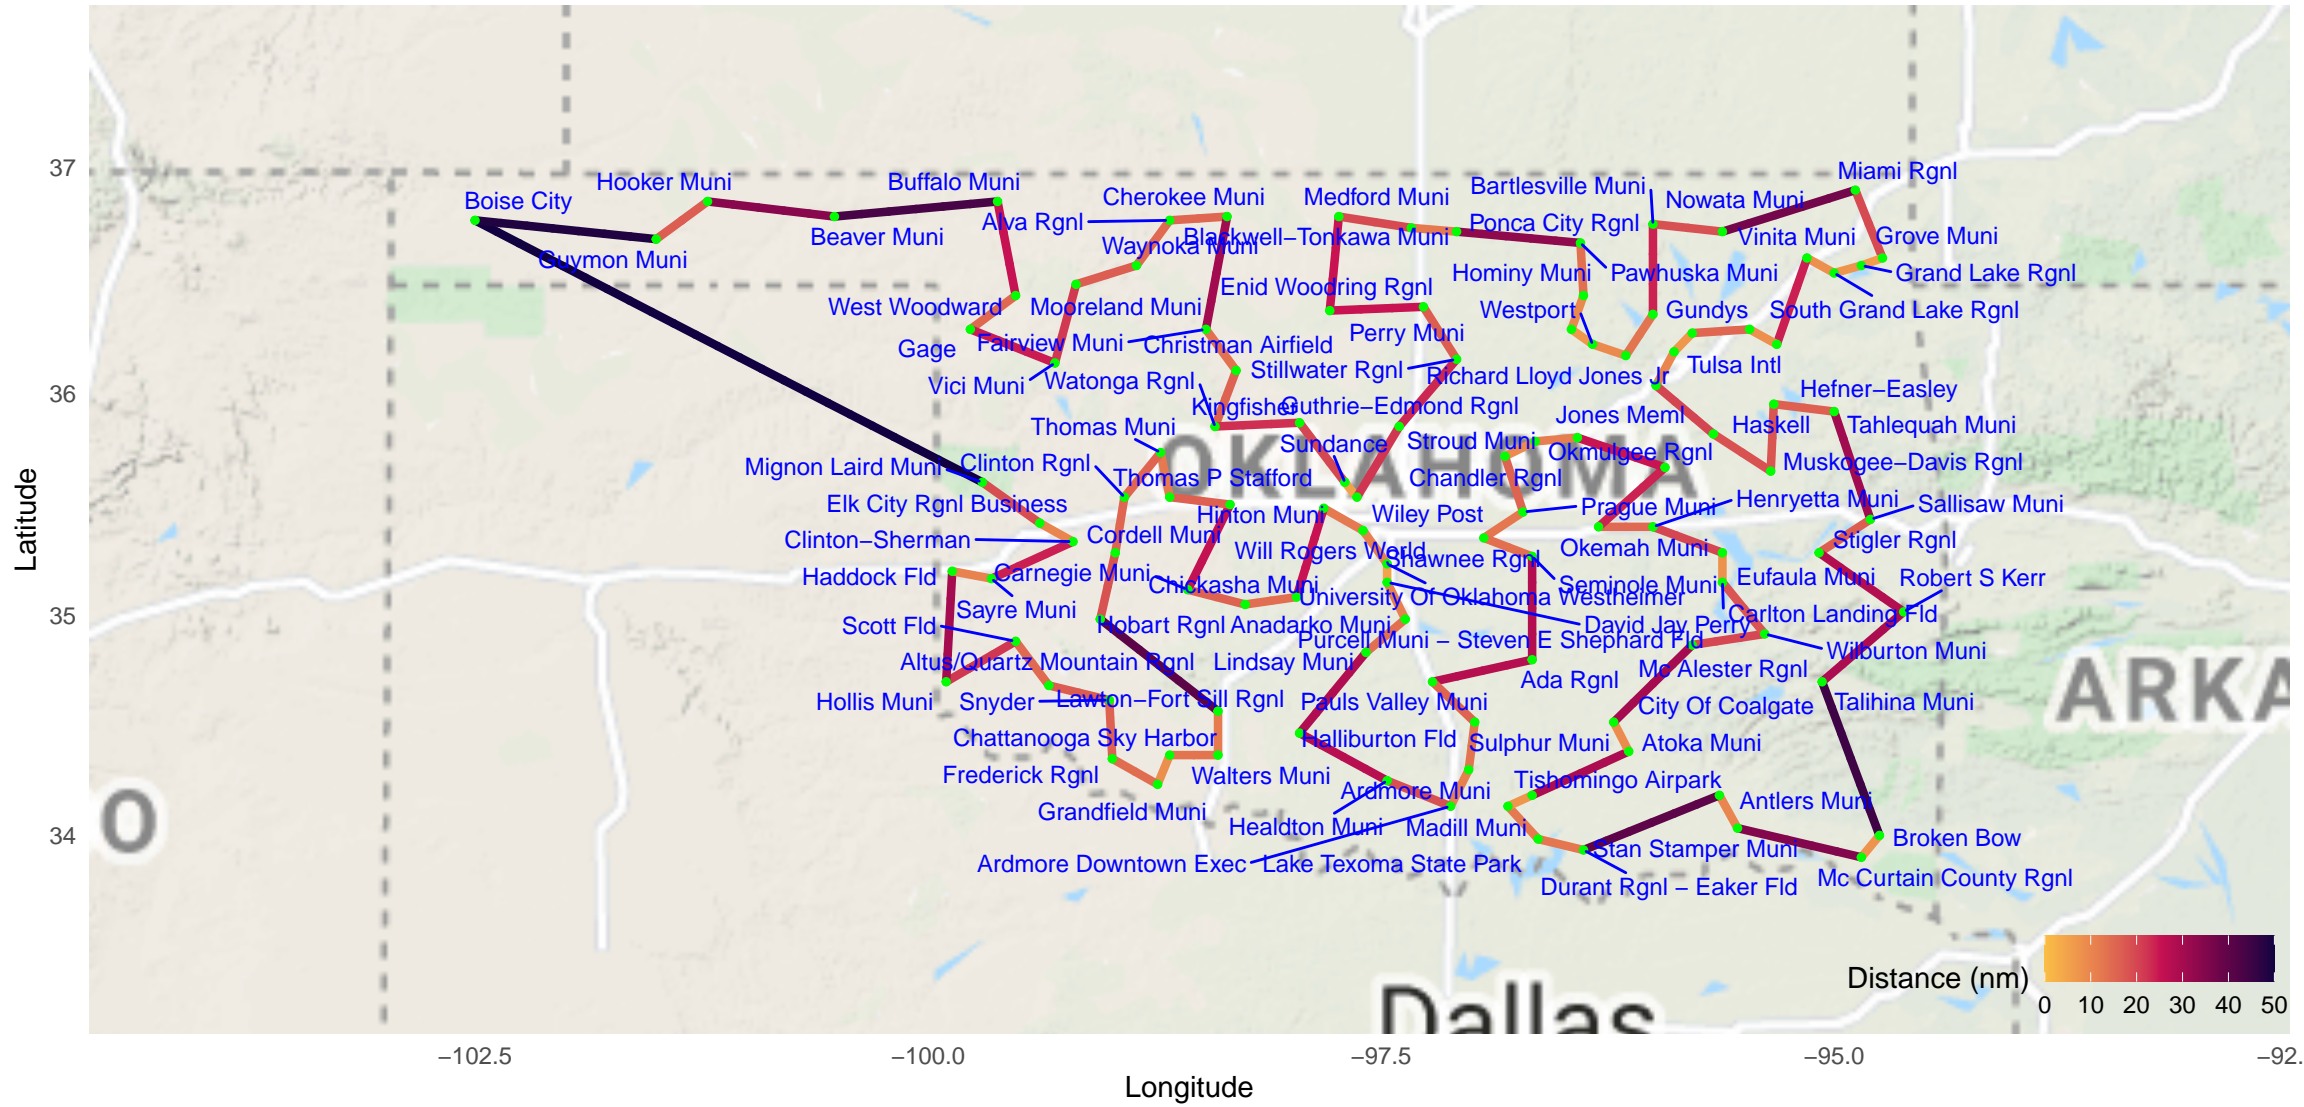 37
36
35
34
Latitude
Miami Rgnl
Hooker Muni
Buffalo Muni
Bartlesville Muni
Nowata Muni
Boise City
Cherokee Muni
Medford Muni
Alva Rgnl
Ponca City Rgnl
Beaver Muni
Waynoka Muni
Blackwell–Tonkawa Muni
Vinita Muni
Grove Muni
Guymon Muni
Hominy Muni
Pawhuska Muni
Grand Lake Rgnl
Enid Woodring Rgnl
West Woodward
Mooreland Muni
Westport
Gundys
South Grand Lake Rgnl
Gage
Fairview Muni
Christman Airfield
Perry Muni
Vici Muni
Watonga Rgnl
Stillwater Rgnl
Richard Lloyd Jones Jr
Tulsa Intl
Hefner–Easley
Kingfisher
Guthrie–Edmond Rgnl
Jones Meml
Thomas Muni
Haskell
Tahlequah Muni
Sundance
Stroud Muni
OKLAHOMA
Okmulgee Rgnl
Mignon Laird Muni
Clinton Rgnl
Muskogee–Davis Rgnl
Thomas P Stafford
Chandler Rgnl
Elk City Rgnl Business
Hinton Muni
Wiley Post
Prague Muni
Henryetta Muni
Sallisaw Muni
Clinton–Sherman
Cordell Muni
Will Rogers World
Shawnee Rgnl
Okemah Muni
Stigler Rgnl
Haddock Fld
Carnegie Muni
Chickasha Muni
Seminole Muni
Eufaula Muni
Robert S Kerr
Sayre Muni
University Of Oklahoma Westheimer
Carlton Landing Fld
Scott Fld
Hobart Rgnl
Anadarko Muni
David Jay Perry
Purcell Muni – Steven E Shephard Fld
Wilburton Muni
Altus/Quartz Mountain Rgnl
Lindsay Muni
Mc Alester Rgnl
Ada Rgnl
ARKA
Hollis Muni
Snyder
Lawton–Fort Sill Rgnl
Pauls Valley Muni
City Of Coalgate
Talihina Muni
Chattanooga Sky Harbor
Halliburton Fld
Sulphur Muni
Atoka Muni
Frederick Rgnl
Walters Muni
Ardmore Muni
Tishomingo Airpark
Antlers Muni
Grandfield Muni
O
Healdton Muni
Madill Muni
Broken Bow
Stan Stamper Muni
Ardmore Downtown Exec
Lake Texoma State Park
Durant Rgnl – Eaker Fld
Mc Curtain County Rgnl
Dallas
Distance (nm)
0 10 20 30 40 50
−102.5 −100.0 −97.5 −95.0 −92.
Longitude